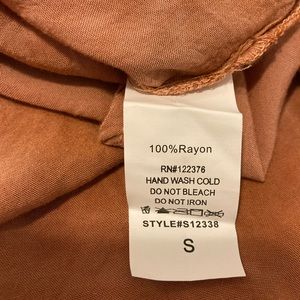 100%Rayon
RN#122376
HAND WASH COLD
DO NOT BLEACH
DO NOT IRON
STYLE#S12338
S